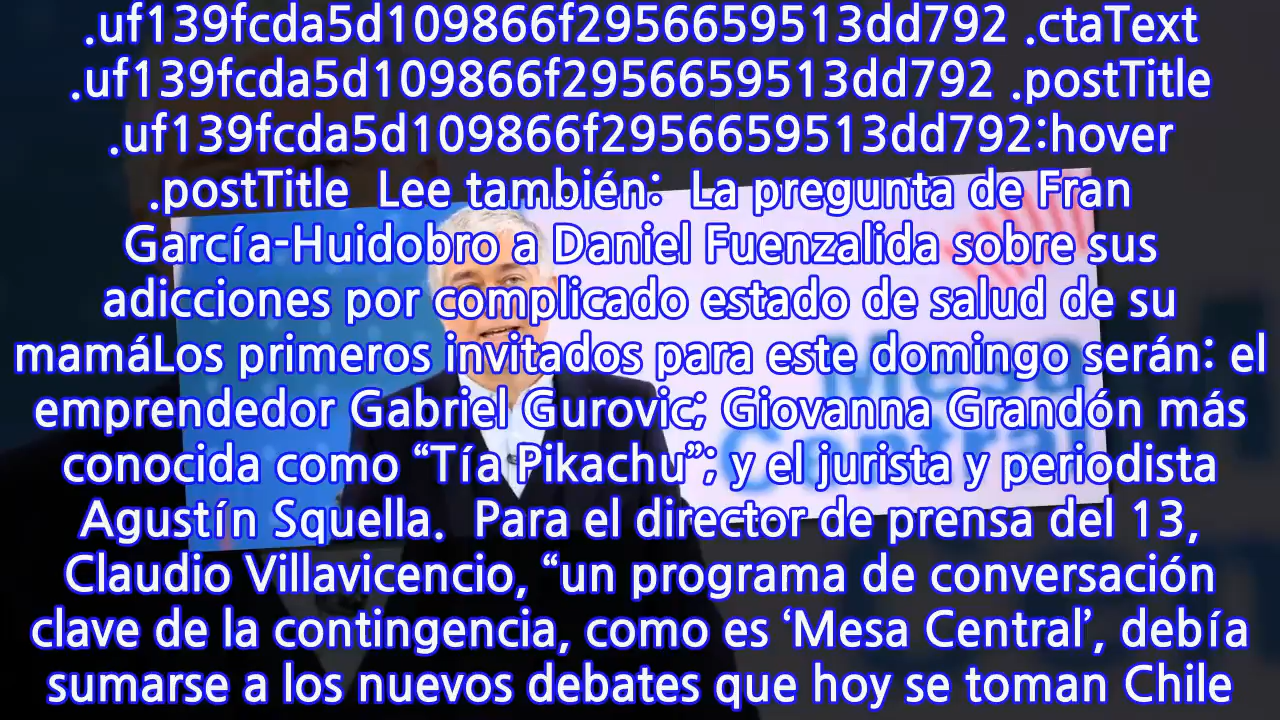 .uf139fcda5d109866f2956659513dd792 .ctaText
.uf139fcda5d109866f2956659513dd792 .postTitle
.uf139fcda5d109866f2956659513dd792:hover
.postTitle  Lee también:  La pregunta de Fran
García-Huidobro a Daniel Fuenzalida sobre sus
adicciones por complicado estado de salud de su
mamáLos primeros invitados para este domingo serán: el
emprendedor Gabriel Gurovic; Giovanna Grandón más
conocida como “Tía Pikachu”; y el jurista y periodista
Agustín Squella.  Para el director de prensa del 13,
Claudio Villavicencio, “un programa de conversación
clave de la contingencia, como es ‘Mesa Central’, debía
sumarse a los nuevos debates que hoy se toman Chile
Mesa
Central